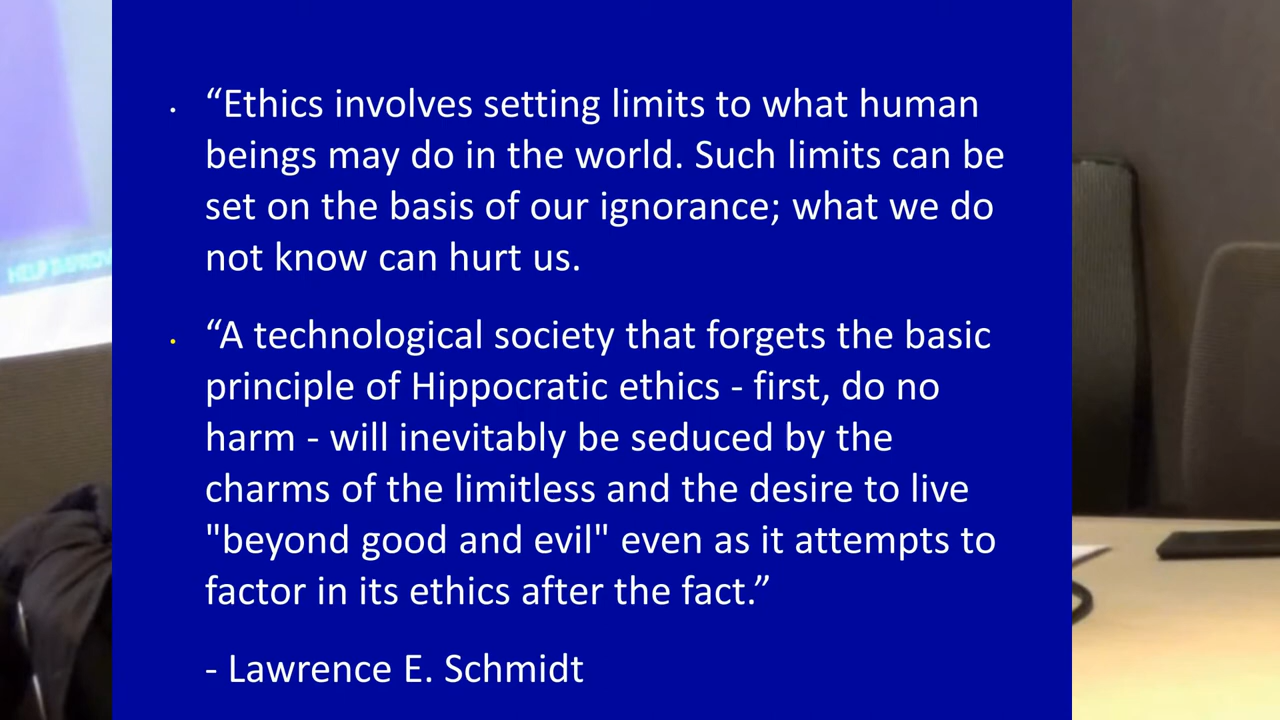 • “Ethics involves setting limits to what human
beings may do in the world. Such limits can be
set on the basis of our ignorance; what we do
not know can hurt us.
• “A technological society that forgets the basic
principle of Hippocratic ethics - first, do no
harm - will inevitably be seduced by the
charms of the limitless and the desire to live
"beyond good and evil" even as it attempts to
factor in its ethics after the fact.”
- Lawrence E. Schmidt
HELP